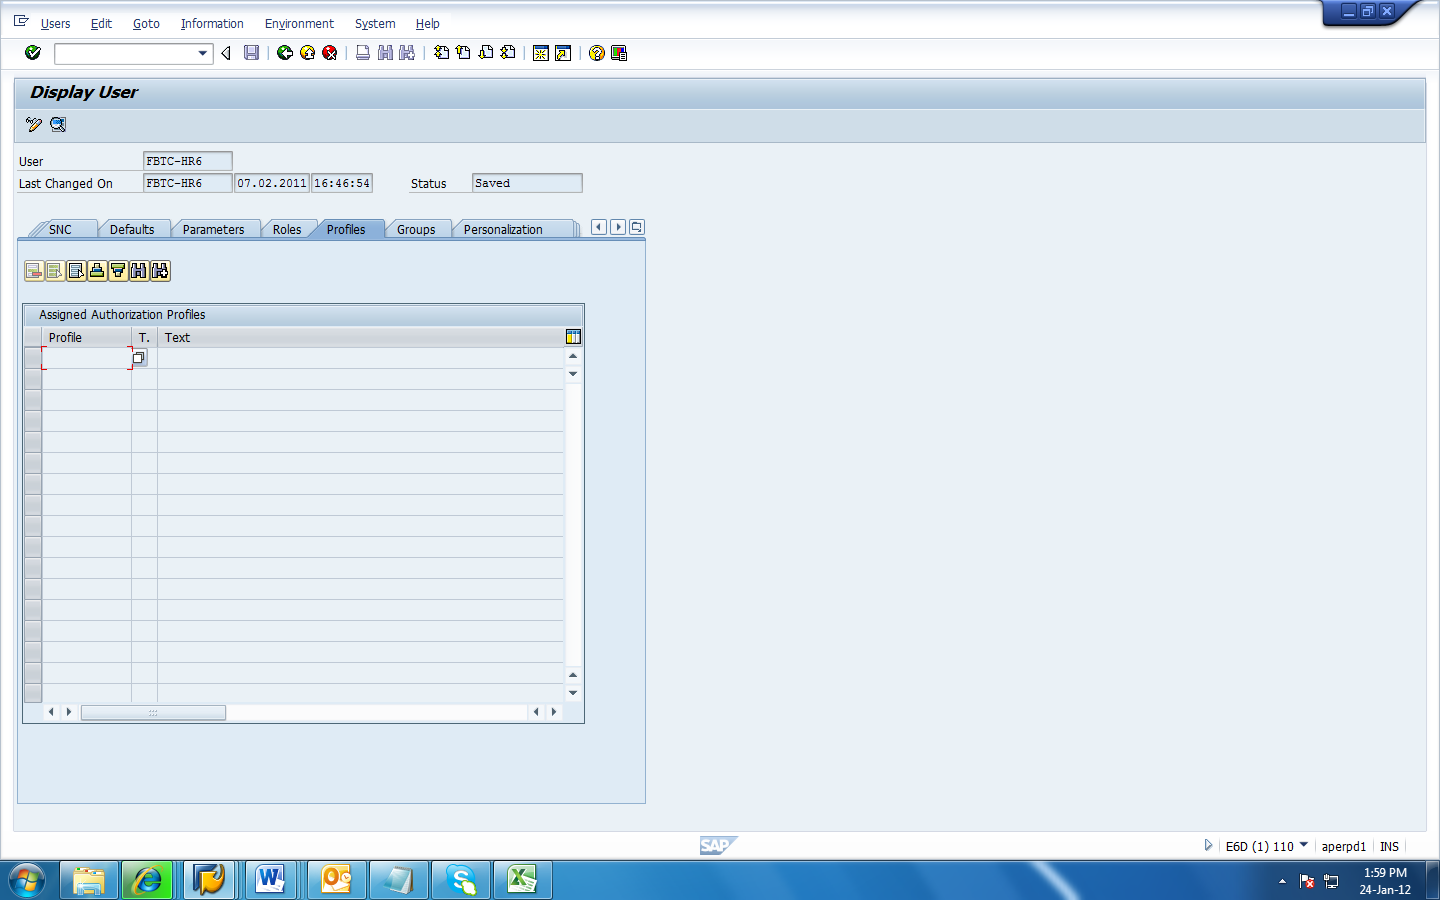 Users Edit Goto Information Environment System Help
Display User
User FBTC-HR6
Last Changed On FBTC-HR6 07.02.2011 16:46:54 Status Saved
SNC Defaults Parameters Roles Profiles Groups Personalization
Assigned Authorization Profiles
Profile T. Text
SAP E6D (1) 110 aperpd1 INS
1:59 PM
24-Jan-12